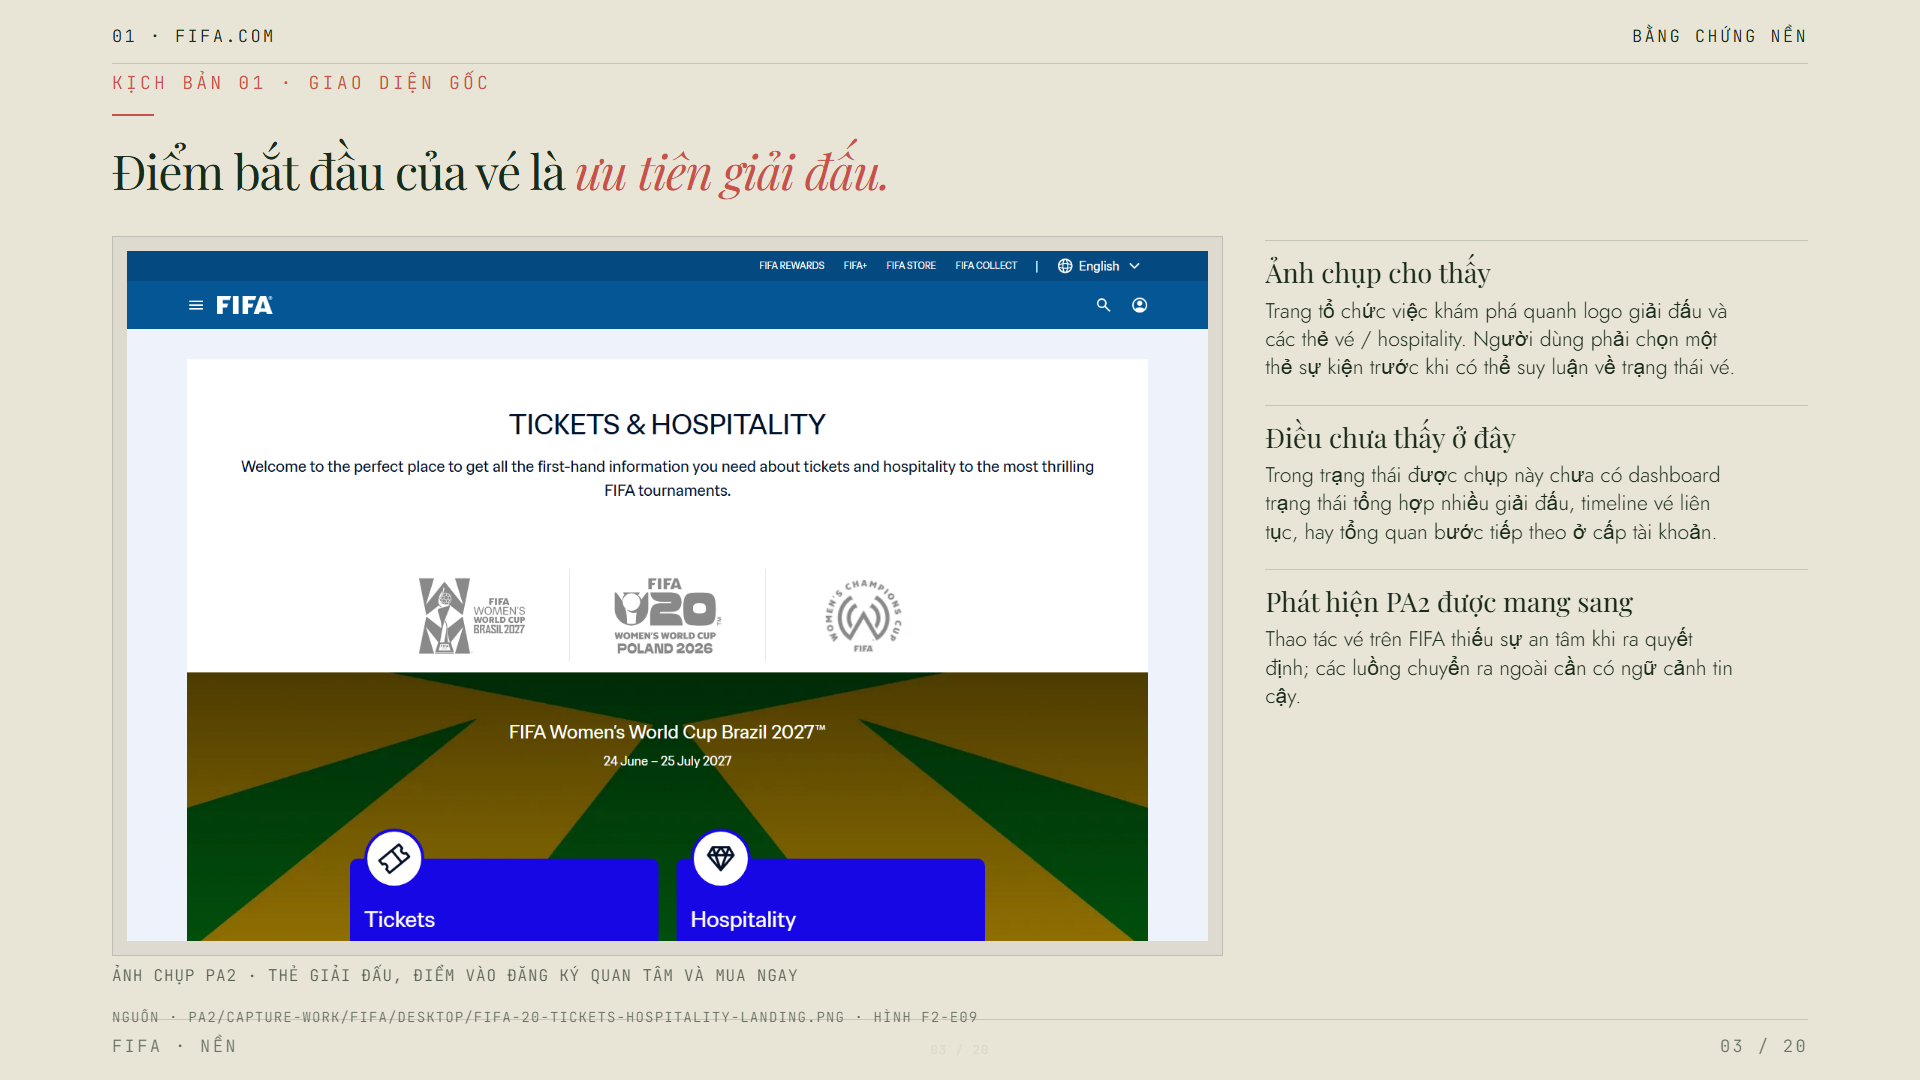 01 · FIFA.COM
BẰNG CHỨNG NỀN
KỊCH BẢN 01 · GIAO DIỆN GỐC
Điểm bắt đầu của vé là ưu tiên giải đấu.
FIFA REWARDS FIFA+ FIFA STORE FIFA COLLECT | English
FIFA
TICKETS & HOSPITALITY
Welcome to the perfect place to get all the first-hand information you need about tickets and hospitality to the most thrilling
FIFA tournaments.
FIFA
WOMEN'S
WORLD CUP
BRASIL 2027
FIFA
U20
WOMEN'S WORLD CUP
POLAND 2026
WOMEN'S CHAMPIONS CUP
FIFA
FIFA Women's World Cup Brazil 2027™
24 June – 25 July 2027
Tickets
Hospitality
ẢNH CHỤP PA2 · THẺ GIẢI ĐẤU, ĐIỂM VÀO ĐĂNG KÝ QUAN TÂM VÀ MUA NGAY
Ảnh chụp cho thấy
Trang tổ chức việc khám phá quanh logo giải đấu và
các thẻ vé / hospitality. Người dùng phải chọn một
thẻ sự kiện trước khi có thể suy luận về trạng thái vé.
Điều chưa thấy ở đây
Trong trạng thái được chụp này chưa có dashboard
trạng thái tổng hợp nhiều giải đấu, timeline vé liên
tục, hay tổng quan bước tiếp theo ở cấp tài khoản.
Phát hiện PA2 được mang sang
Thao tác vé trên FIFA thiếu sự an tâm khi ra quyết
định; các luồng chuyển ra ngoài cần có ngữ cảnh tin
cậy.
NGUỒN · PA2/CAPTURE-WORK/FIFA/DESKTOP/FIFA-20-TICKETS-HOSPITALITY-LANDING.PNG · HÌNH F2-E09
FIFA · NỀN
03 / 20
03 / 20